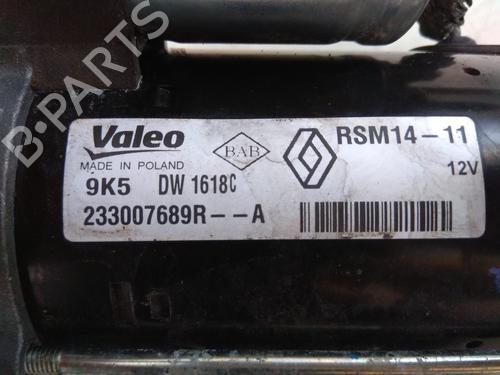 B-PARTS
Valeo
BAB
RSM14-11
MADE IN POLAND
12V
9K5 DW 1618C
233007689R--A